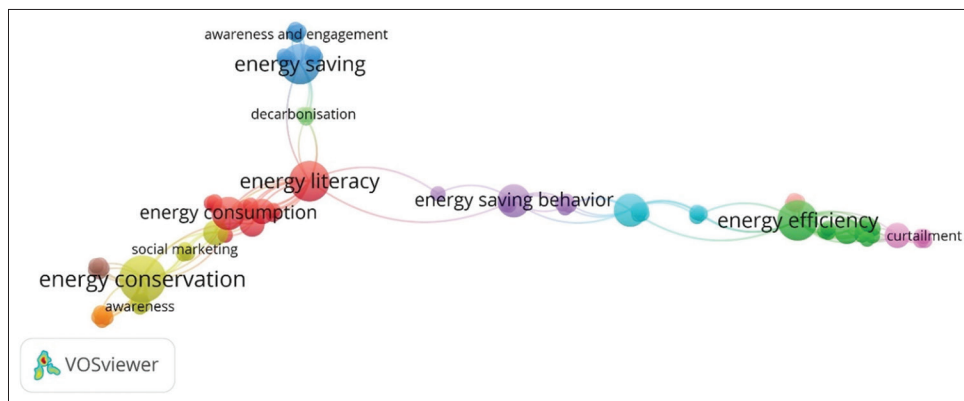 awareness and engagement
energy saving
decarbonisation
energy literacy
energy saving behavior
energy consumption
energy efficiency
curtailment
social marketing
energy conservation
awareness
VOSviewer